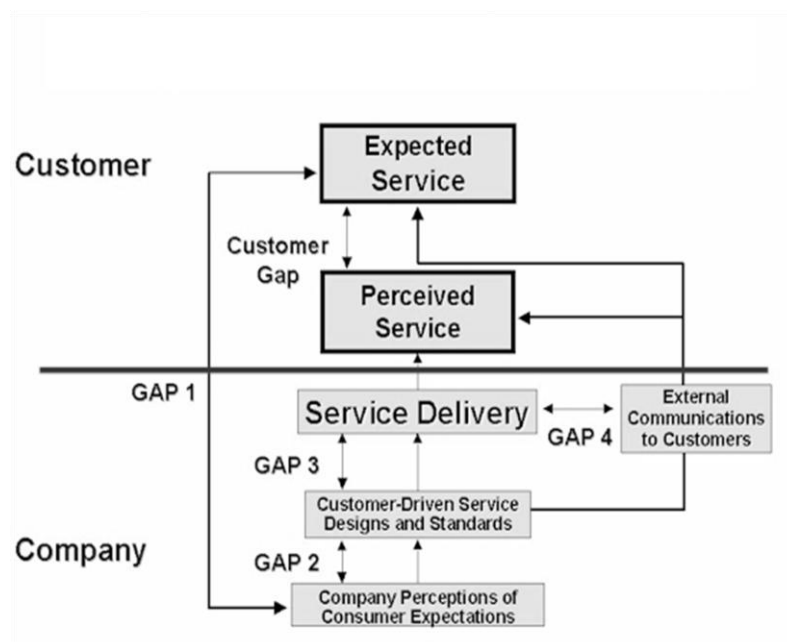 Expected
Service
Customer
Customer
Gap
Perceived
Service
GAP 1
Service Delivery
External
Communications
to Customers
GAP 4
GAP 3
Customer-Driven Service
Designs and Standards
Company
GAP 2
Company Perceptions of
Consumer Expectations